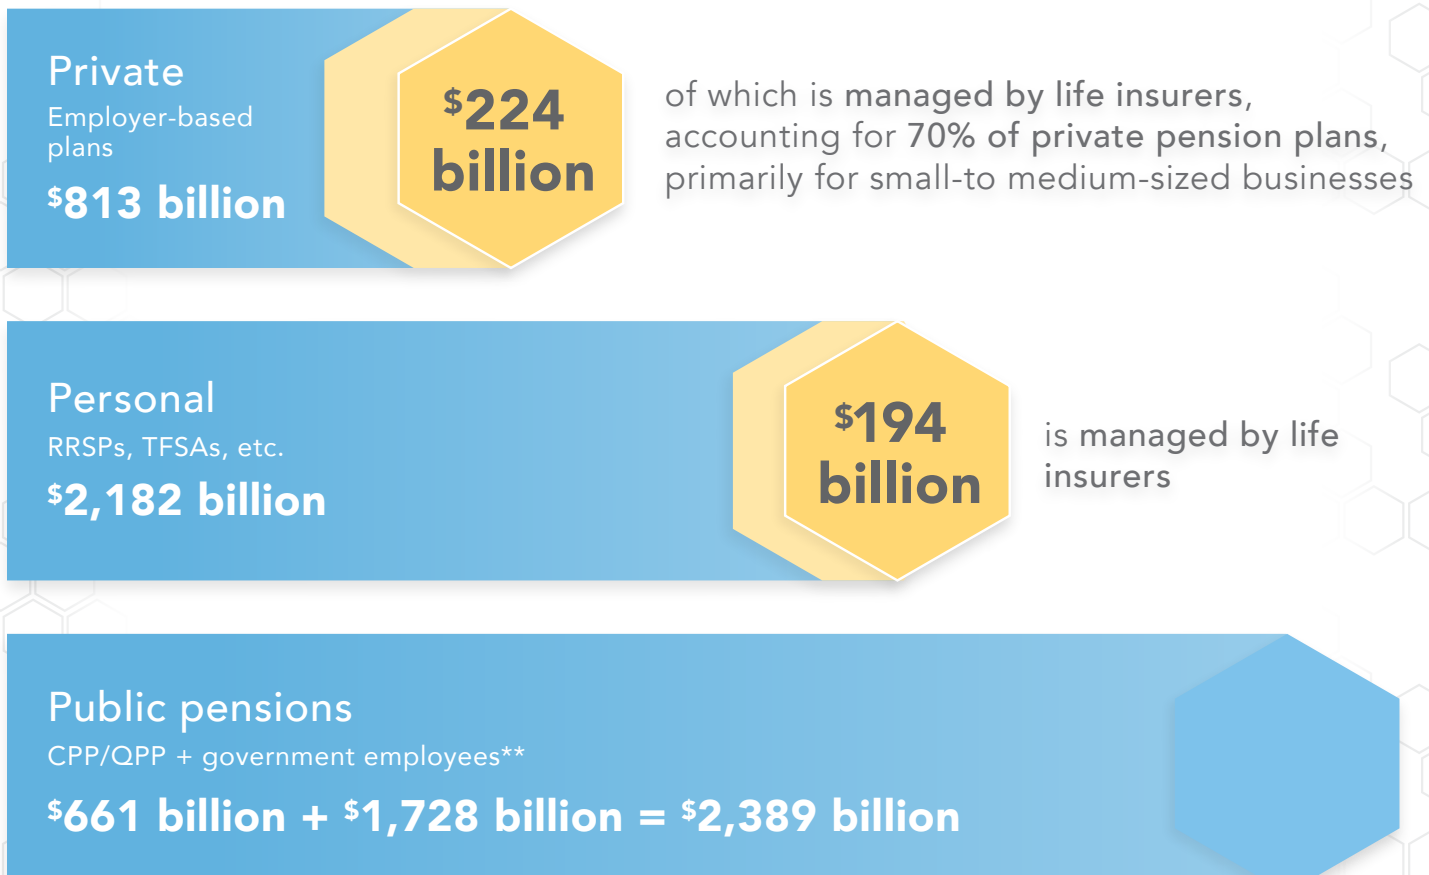 Private
Employer-based
plans
$813 billion
$224
billion
of which is managed by life insurers,
accounting for 70% of private pension plans,
primarily for small-to medium-sized businesses
Personal
RRSPs, TFSAs, etc.
$2,182 billion
$194
billion
is managed by life
insurers
Public pensions
CPP/QPP + government employees**
$661 billion + $1,728 billion = $2,389 billion